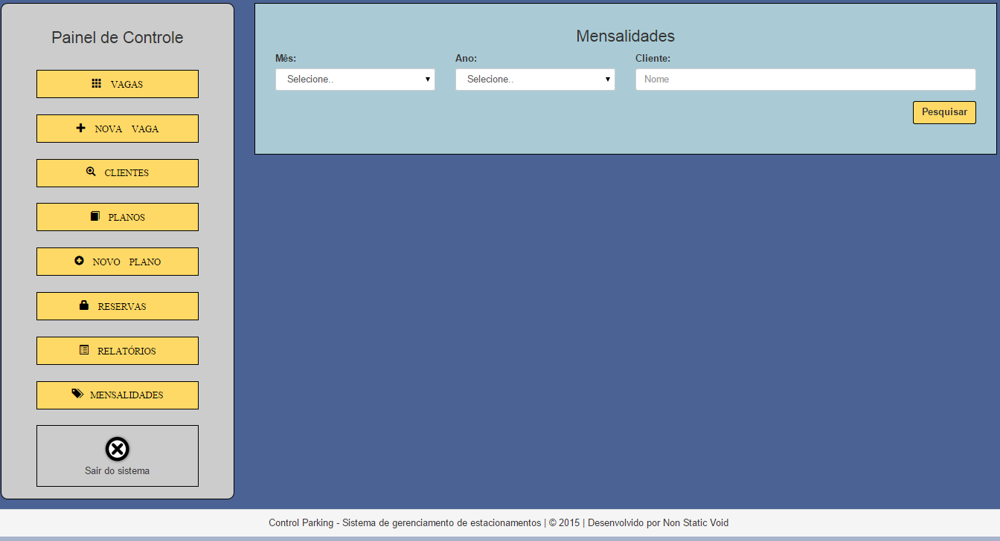 Painel de Controle
VAGAS
NOVA VAGA
CLIENTES
PLANOS
NOVO PLANO
RESERVAS
RELATÓRIOS
MENSALIDADES
Sair do sistema
Mensalidades
Mês: Ano: Cliente:
Selecione.. Selecione.. Nome
Pesquisar
Control Parking - Sistema de gerenciamento de estacionamentos | © 2015 | Desenvolvido por Non Static Void